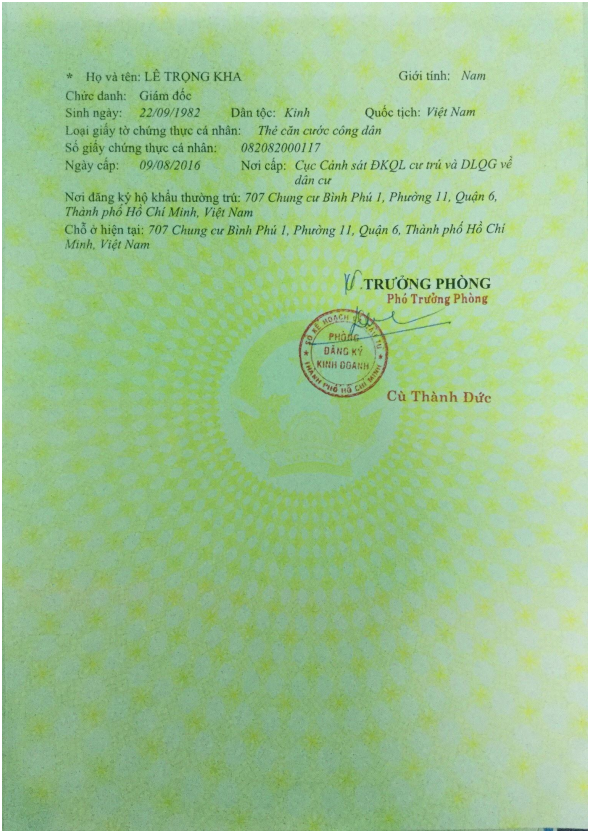 * Họ và tên: LÊ TRỌNG KHA Giới tính: Nam
Chức danh: Giám đốc
Sinh ngày: 22/09/1982 Dân tộc: Kinh Quốc tịch: Việt Nam
Loại giấy tờ chứng thực cá nhân: Thẻ căn cước công dân
Số giấy chứng thực cá nhân: 082082000117
Ngày cấp: 09/08/2016 Nơi cấp: Cục Cảnh sát ĐKQL cư trú và DLQG về
dân cư
Nơi đăng ký hộ khẩu thường trú: 707 Chung cư Bình Phú 1, Phường 11, Quận 6,
Thành phố Hồ Chí Minh, Việt Nam
Chỗ ở hiện tại: 707 Chung cư Bình Phú 1, Phường 11, Quận 6, Thành phố Hồ Chí
Minh, Việt Nam
TRƯỞNG PHÒNG
Phó Trưởng Phòng
SỞ KẾ HOẠCH VÀ ĐẦU TƯ
PHÒNG
ĐĂNG KÝ
KINH DOANH
THÀNH PHỐ HỒ CHÍ MINH
Cù Thành Đức